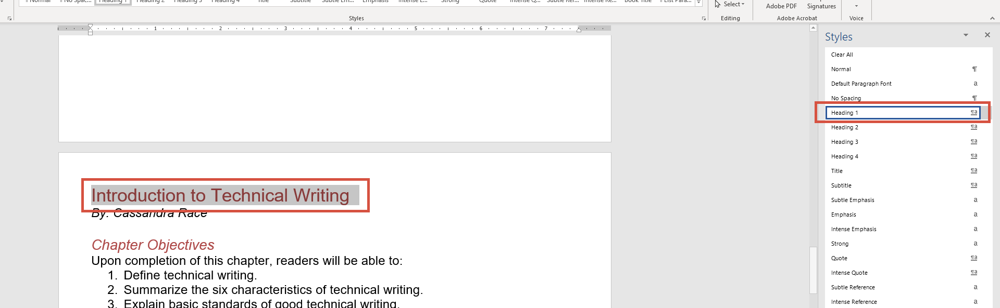 Normal No Spac... Heading 1 Heading 2 Heading 3 Heading 4 Title Subtitle Subtle Em... Emphasis Intense E... Strong Quote Intense Q... Subtle Ref... Intense Re... Book Title ¶ List Para...
Select
Adobe PDF Signatures
Styles Editing Adobe Acrobat Voice
1 2 3 4 5 6 7
Introduction to Technical Writing
By: Cassandra Race
Chapter Objectives
Upon completion of this chapter, readers will be able to:
1. Define technical writing.
2. Summarize the six characteristics of technical writing.
3. Explain basic standards of good technical writing.
Styles
Clear All
Normal ¶
Default Paragraph Font a
No Spacing ¶
Heading 1 ¶a
Heading 2 ¶a
Heading 3 ¶a
Heading 4 ¶a
Title ¶a
Subtitle ¶a
Subtle Emphasis a
Emphasis a
Intense Emphasis a
Strong a
Quote ¶a
Intense Quote ¶a
Subtle Reference a
Intense Reference a